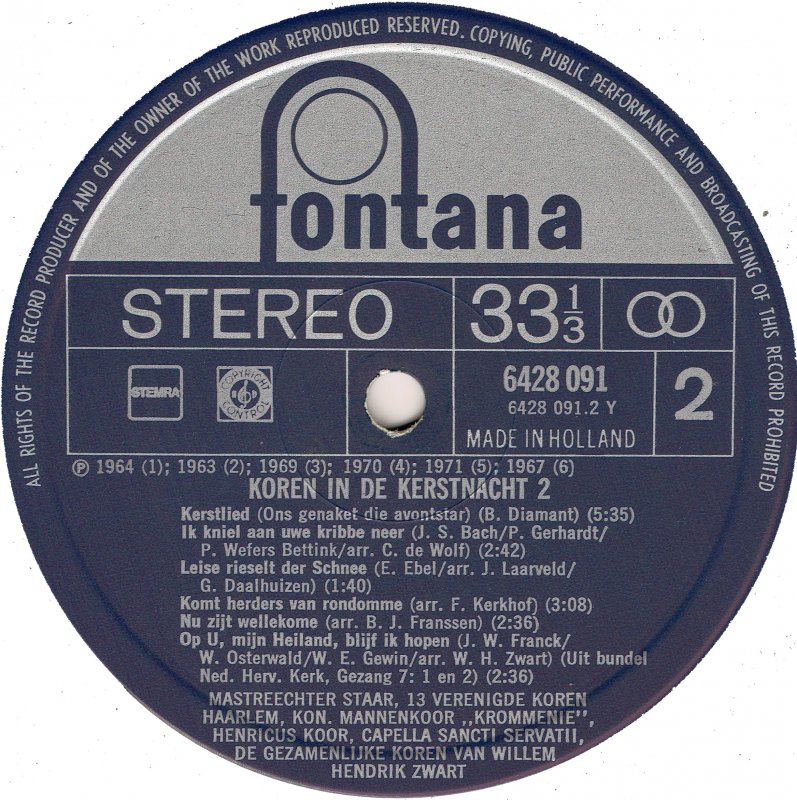 ALL RIGHTS OF THE RECORD PRODUCER AND OF THE OWNER OF THE WORK REPRODUCED RESERVED. COPYING, PUBLIC PERFORMANCE AND BROADCASTING OF THIS RECORD PROHIBITED
fontana
STEREO
33 1/3
STEMRA
COPYRIGHT CONTROL
6428 091
6428 091.2 Y
MADE IN HOLLAND
2
Ⓟ 1964 (1); 1963 (2); 1969 (3); 1970 (4); 1971 (5); 1967 (6)
KOREN IN DE KERSTNACHT 2
Kerstlied (Ons genaket die avontstar) (B. Diamant) (5:35)
Ik kniel aan uwe kribbe neer (J. S. Bach/P. Gerhardt/
P. Wefers Bettink/arr. C. de Wolf) (2:42)
Leise rieselt der Schnee (E. Ebel/arr. J. Laarveld/
G. Daalhuizen) (1:40)
Komt herders van rondomme (arr. F. Kerkhof) (3:08)
Nu zijt wellekome (arr. B. J. Franssen) (2:36)
Op U, mijn Heiland, blijf ik hopen (J. W. Franck/
W. Osterwald/W. E. Gewin/arr. W. H. Zwart) (Uit bundel
Ned. Herv. Kerk, Gezang 7: 1 en 2) (2:36)
MASTREECHTER STAAR, 13 VERENIGDE KOREN
HAARLEM, KON. MANNENKOOR „KROMMENIE”,
HENRICUS KOOR, CAPELLA SANCTI SERVATII,
DE GEZAMENLIJKE KOREN VAN WILLEM
HENDRIK ZWART